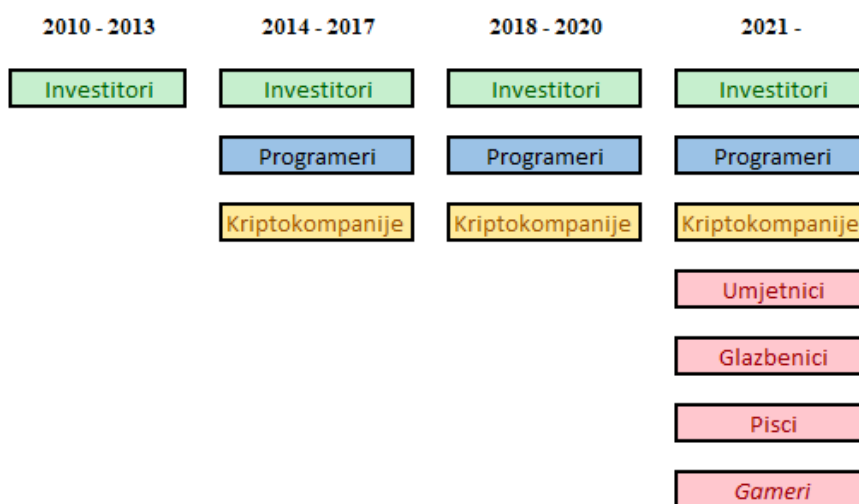 2010 - 2013 2014 - 2017 2018 - 2020 2021 -
Investitori Investitori Investitori Investitori
Programeri Programeri Programeri
Kriptokompanije Kriptokompanije Kriptokompanije
Umjetnici
Glazbenici
Pisci
Gameri